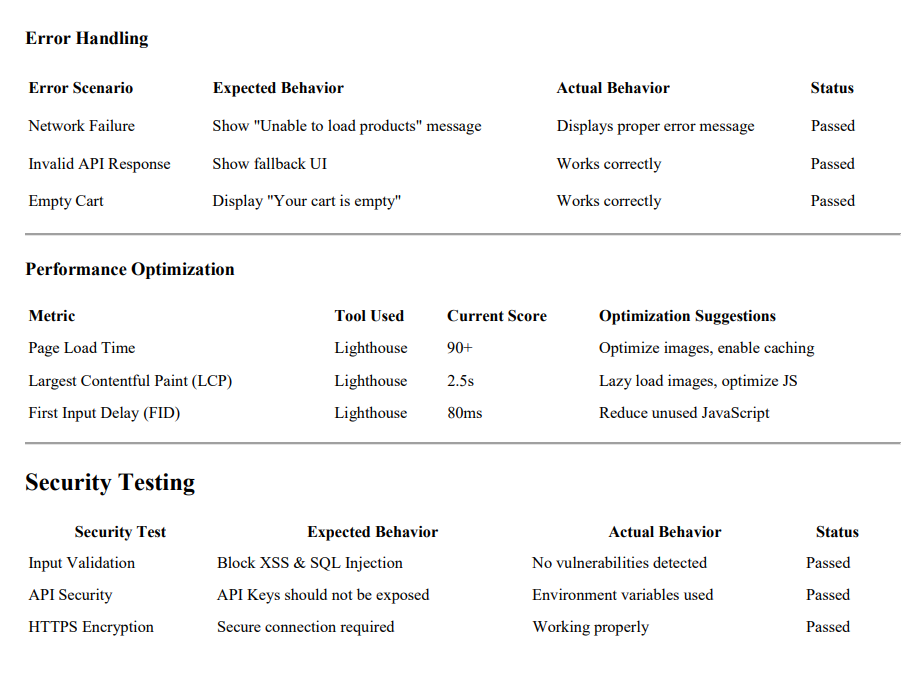 Error Handling
Error Scenario Expected Behavior Actual Behavior Status
Network Failure Show "Unable to load products" message Displays proper error message Passed
Invalid API Response Show fallback UI Works correctly Passed
Empty Cart Display "Your cart is empty" Works correctly Passed
Performance Optimization
Metric Tool Used Current Score Optimization Suggestions
Page Load Time Lighthouse 90+ Optimize images, enable caching
Largest Contentful Paint (LCP) Lighthouse 2.5s Lazy load images, optimize JS
First Input Delay (FID) Lighthouse 80ms Reduce unused JavaScript
Security Testing
Security Test Expected Behavior Actual Behavior Status
Input Validation Block XSS & SQL Injection No vulnerabilities detected Passed
API Security API Keys should not be exposed Environment variables used Passed
HTTPS Encryption Secure connection required Working properly Passed